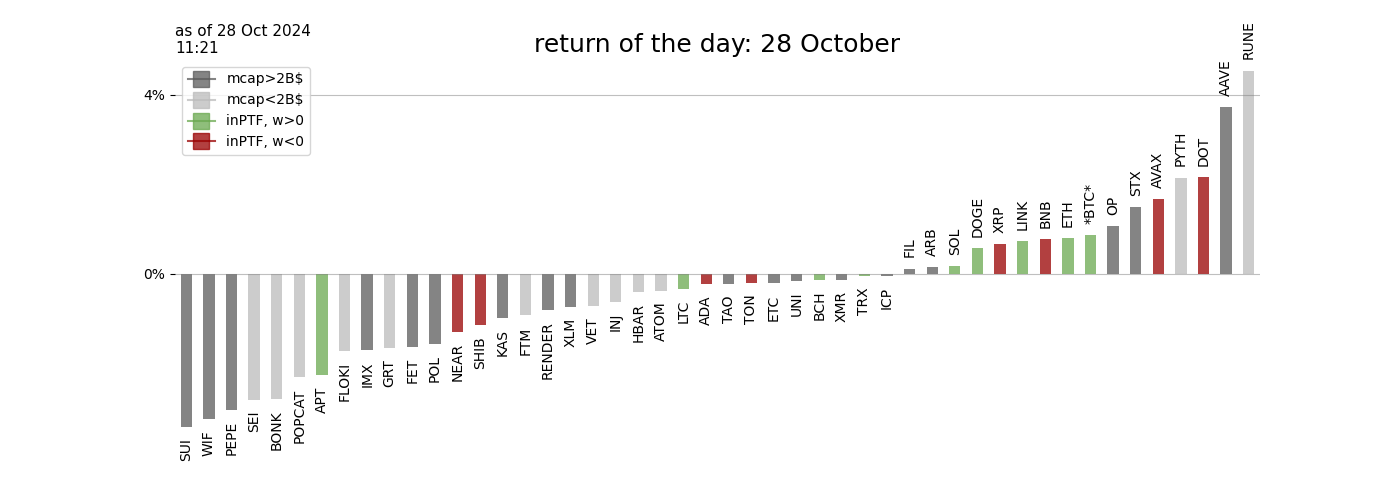 as of 28 Oct 2024
11:21
return of the day: 28 October
mcap>2B$
mcap<2B$
inPTF, w>0
inPTF, w<0
4%
0%
SUI
WIF
PEPE
SEI
BONK
POPCAT
APT
FLOKI
IMX
GRT
FET
POL
NEAR
SHIB
KAS
FTM
RENDER
XLM
VET
INJ
HBAR
ATOM
LTC
ADA
TAO
TON
ETC
UNI
BCH
XMR
TRX
ICP
FIL
ARB
SOL
DOGE
XRP
LINK
BNB
ETH
*BTC*
OP
STX
AVAX
PYTH
DOT
AAVE
RUNE